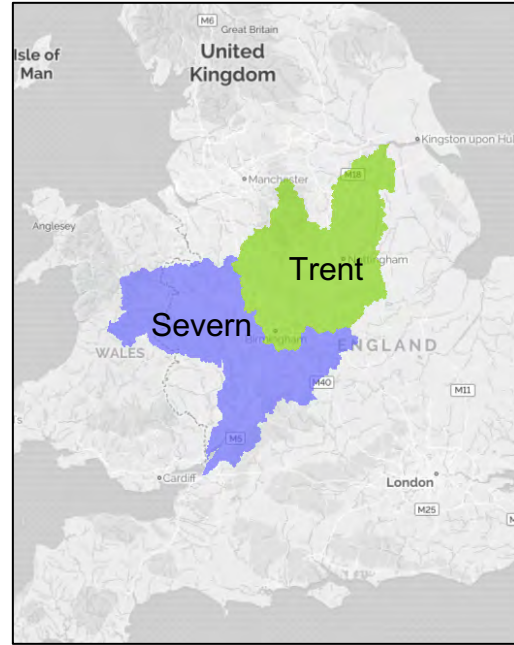 M6
Great Britain
Isle of
Man
United
Kingdom
Kingston upon Hu
M18
Manchester
Anglesey
Nottingham
Trent
Severn
Birmingham
WALES
ENGLAND
M40
M11
M5
Cardiff
London
M25